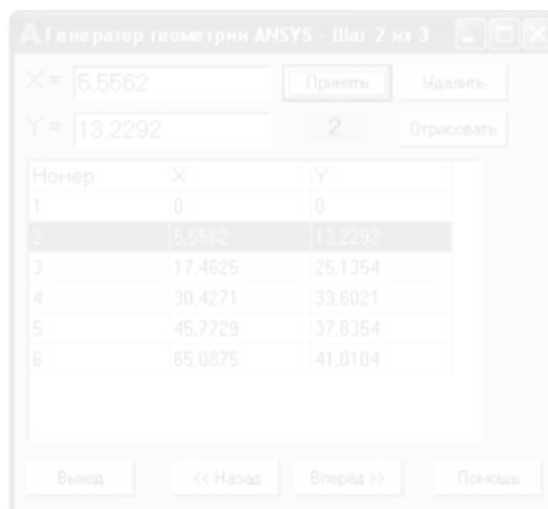 Генератор геометрии ANSYS - Шаг 2 из 3
X = 5,5562 Принять Удалить
Y = 13,2292 2 Отрисовать
Номер X Y
1 0 0
2 5,5562 13,2292
3 17,4625 25,1354
4 30,4271 33,6021
5 45,7729 37,8354
6 65,0875 41,0104
Выход << Назад Вперёд >> Помощь